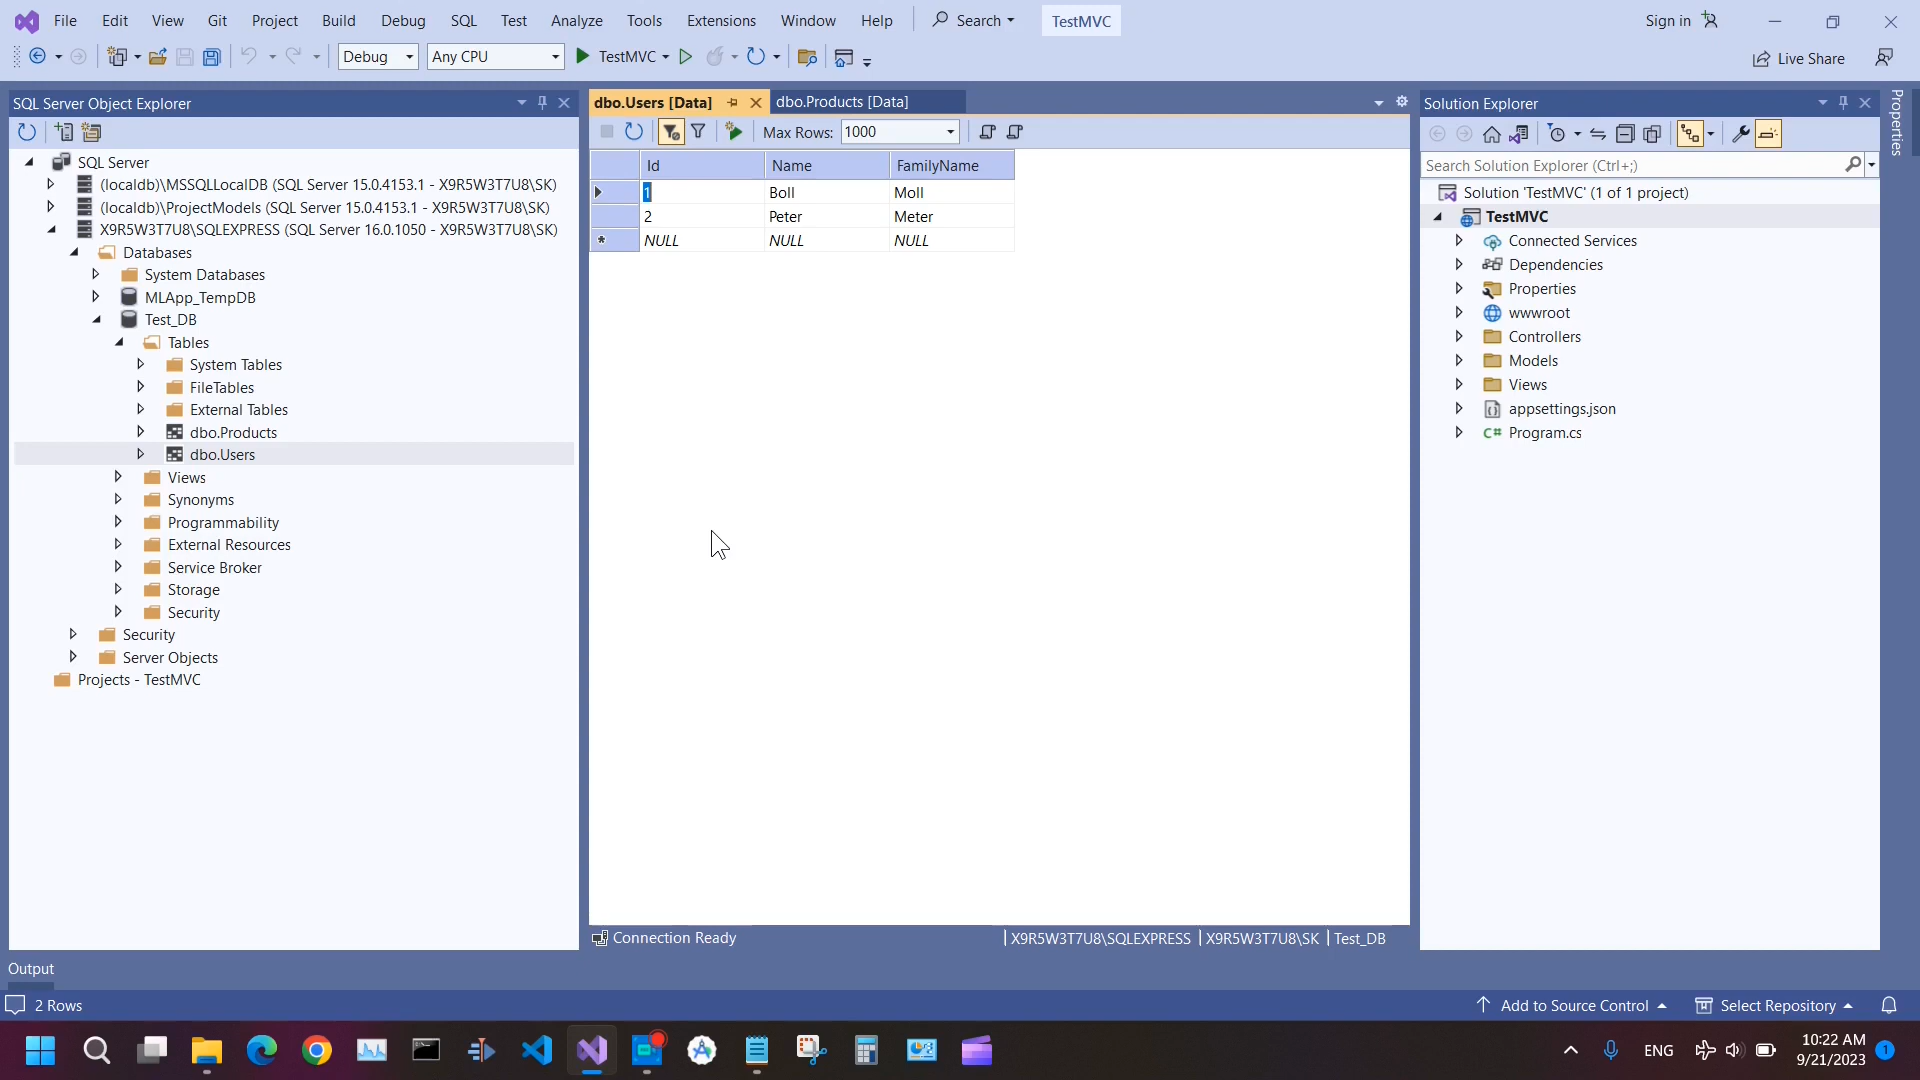 File Edit View Git Project Build Debug SQL Test Analyze Tools Extensions Window Help Search TestMVC Sign in
Debug Any CPU TestMVC Live Share
SQL Server Object Explorer
SQL Server
(localdb)\MSSQLLocalDB (SQL Server 15.0.4153.1 - X9R5W3T7U8\SK)
(localdb)\ProjectModels (SQL Server 15.0.4153.1 - X9R5W3T7U8\SK)
X9R5W3T7U8\SQLEXPRESS (SQL Server 16.0.1050 - X9R5W3T7U8\SK)
Databases
System Databases
MLApp_TempDB
Test_DB
Tables
System Tables
FileTables
External Tables
dbo.Products
dbo.Users
Views
Synonyms
Programmability
External Resources
Service Broker
Storage
Security
Security
Server Objects
Projects - TestMVC
dbo.Users [Data] dbo.Products [Data]
Max Rows: 1000
Id Name FamilyName
1 Boll Moll
2 Peter Meter
* NULL NULL NULL
Connection Ready X9R5W3T7U8\SQLEXPRESS X9R5W3T7U8\SK Test_DB
Solution Explorer
Search Solution Explorer (Ctrl+;)
Solution 'TestMVC' (1 of 1 project)
TestMVC
Connected Services
Dependencies
Properties
wwwroot
Controllers
Models
Views
appsettings.json
C# Program.cs
Properties
Output
2 Rows Add to Source Control Select Repository
ENG 10:22 AM 1
9/21/2023